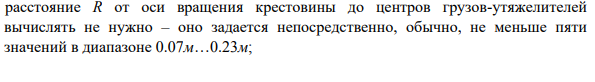 расстояние R от оси вращения крестовины до центров грузов-утяжелителей
вычислять не нужно – оно задается непосредственно, обычно, не меньше пяти
значений в диапазоне 0.07м…0.23м;